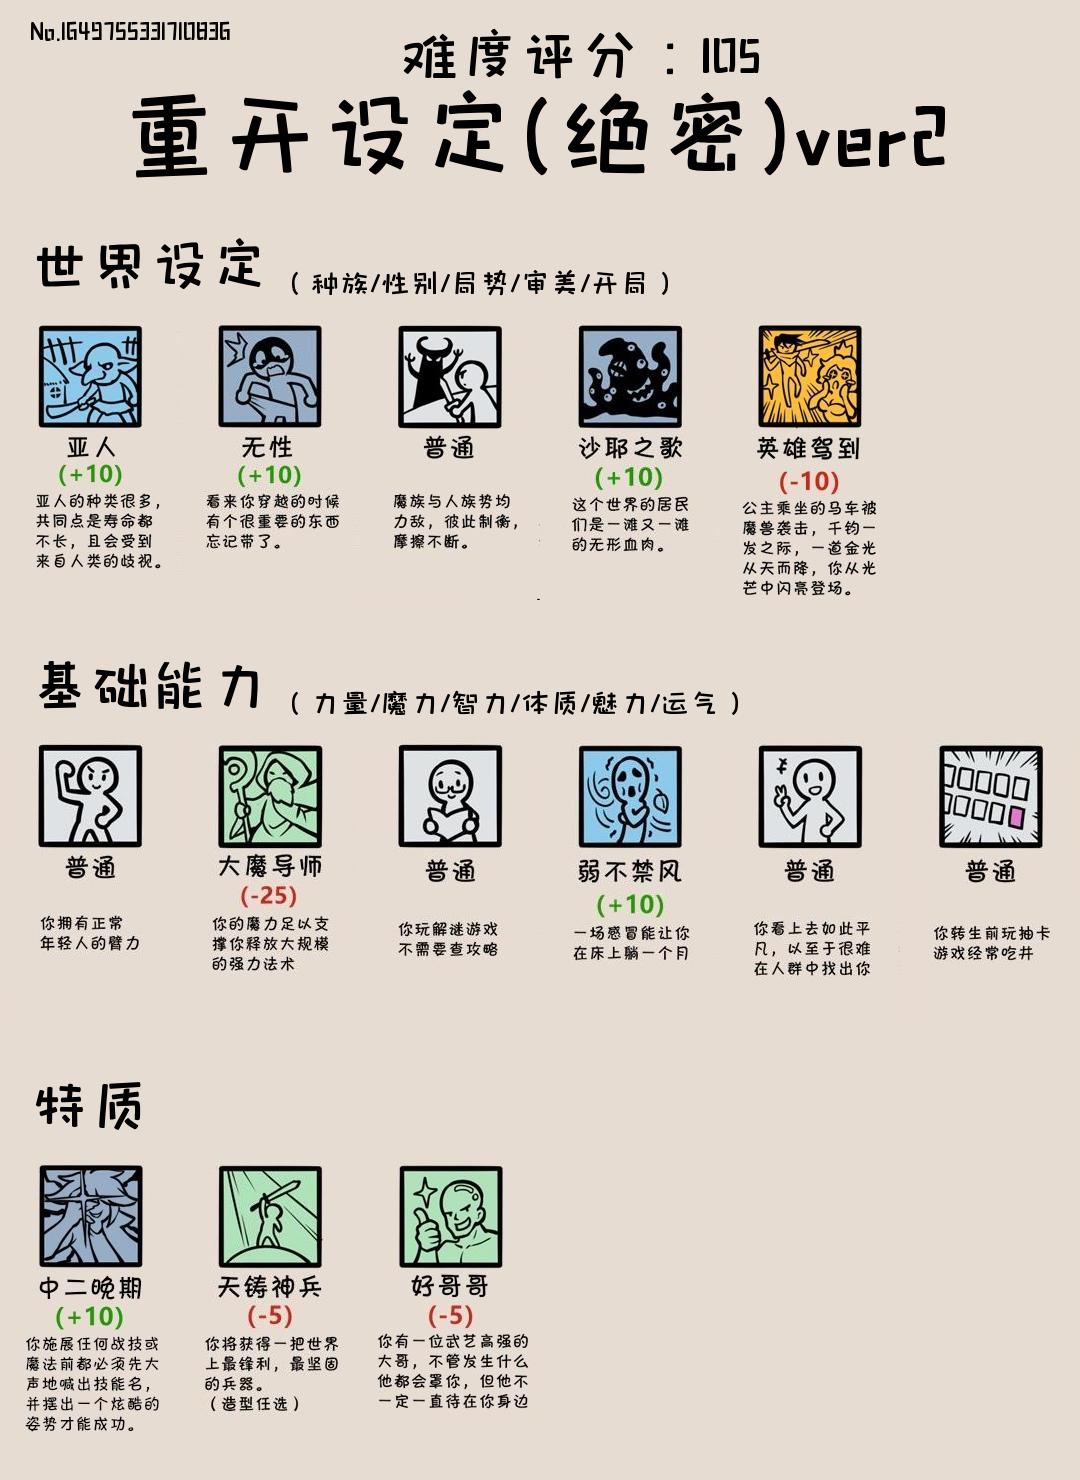 No.1649755331710836
难度评分：105
重开设定(绝密)ver2
世界设定（种族/性别/局势/审美/开局）
亚人
(+10)
亚人的种类很多，
共同点是寿命都
不长，且会受到
来自人类的歧视。
无性
(+10)
看来你穿越的时候
有个很重要的东西
忘记带了。
普通
魔族与人族势均
力敌，彼此制衡，
摩擦不断。
沙耶之歌
(+10)
这个世界的居民
们是一滩又一滩
的无形血肉。
英雄驾到
(-10)
公主乘坐的马车被
魔兽袭击，千钧一
发之际，一道金光
从天而降，你从光
芒中闪亮登场。
基础能力（力量/魔力/智力/体质/魅力/运气）
普通
你拥有正常
年轻人的臂力
大魔导师
(-25)
你的魔力足以支
撑你释放大规模
的强力法术
普通
你玩解谜游戏
不需要查攻略
弱不禁风
(+10)
一场感冒能让你
在床上躺一个月
普通
你看上去如此平
凡，以至于很难
在人群中找出你
普通
你转生前玩抽卡
游戏经常吃井
特质
中二晚期
(+10)
你施展任何战技或
魔法前都必须先大
声地喊出技能名，
并摆出一个炫酷的
姿势才能成功。
天铸神兵
(-5)
你将获得一把世界
上最锋利，最坚固
的兵器。
（造型任选）
好哥哥
(-5)
你有一位武艺高强的
大哥，不管发生什么
他都会罩你，但他不
一定一直待在你身边